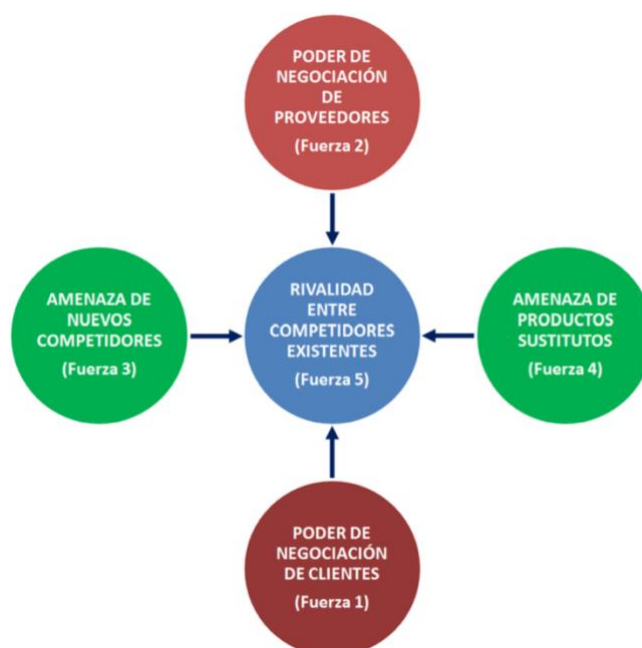 PODER DE
NEGOCIACIÓN
DE
PROVEEDORES
(Fuerza 2)
AMENAZA DE
NUEVOS
COMPETIDORES
(Fuerza 3)
RIVALIDAD
ENTRE
COMPETIDORES
EXISTENTES
(Fuerza 5)
AMENAZA DE
PRODUCTOS
SUSTITUTOS
(Fuerza 4)
PODER DE
NEGOCIACIÓN
DE CLIENTES
(Fuerza 1)